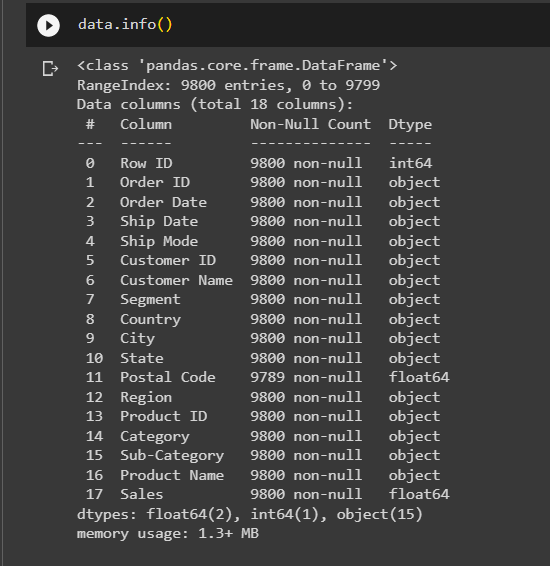 data.info()
<class 'pandas.core.frame.DataFrame'>
RangeIndex: 9800 entries, 0 to 9799
Data columns (total 18 columns):
 #   Column         Non-Null Count  Dtype
---  ------         --------------  -----
 0   Row ID         9800 non-null   int64
 1   Order ID       9800 non-null   object
 2   Order Date     9800 non-null   object
 3   Ship Date      9800 non-null   object
 4   Ship Mode      9800 non-null   object
 5   Customer ID    9800 non-null   object
 6   Customer Name  9800 non-null   object
 7   Segment        9800 non-null   object
 8   Country        9800 non-null   object
 9   City           9800 non-null   object
 10  State          9800 non-null   object
 11  Postal Code    9789 non-null   float64
 12  Region         9800 non-null   object
 13  Product ID     9800 non-null   object
 14  Category       9800 non-null   object
 15  Sub-Category   9800 non-null   object
 16  Product Name   9800 non-null   object
 17  Sales          9800 non-null   float64
dtypes: float64(2), int64(1), object(15)
memory usage: 1.3+ MB